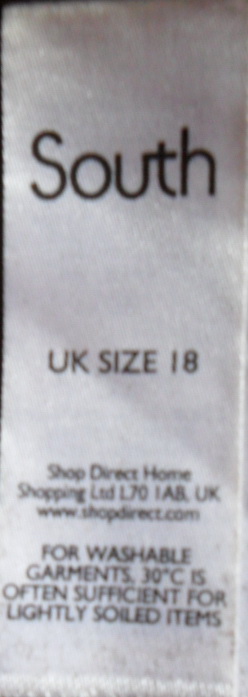 South
UK SIZE 18
Shop Direct Home
Shopping Ltd L70 1AB, UK
www.shopdirect.com
FOR WASHABLE
GARMENTS, 30°C IS
OFTEN SUFFICIENT FOR
LIGHTLY SOILED ITEMS